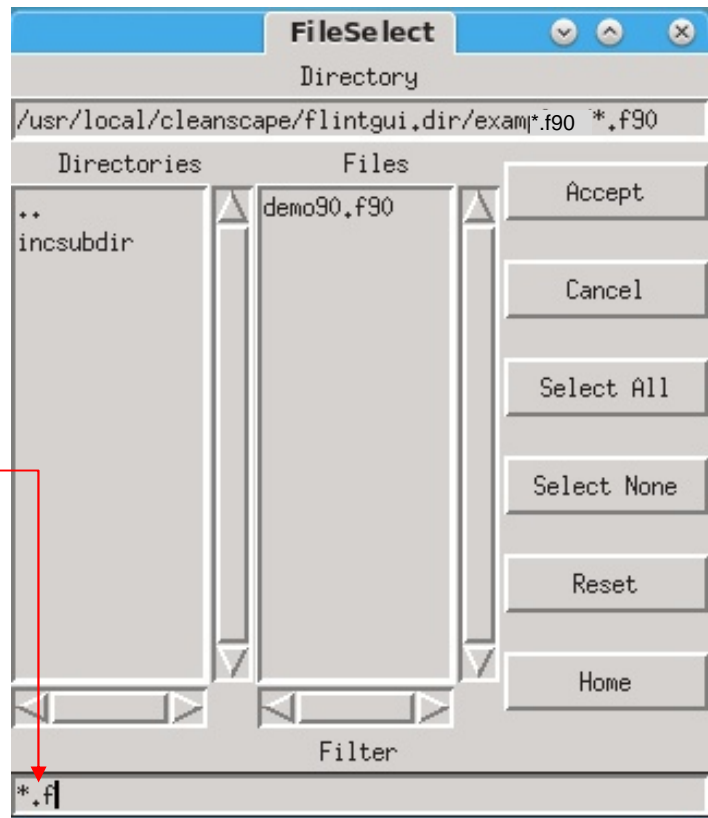 FileSelect
Directory
/usr/local/cleanscape/flintgui.dir/exam *.f90 *.f90
Directories
Files
..
incsubdir
demo90.f90
Accept
Cancel
Select All
Select None
Reset
Home
Filter
*.f